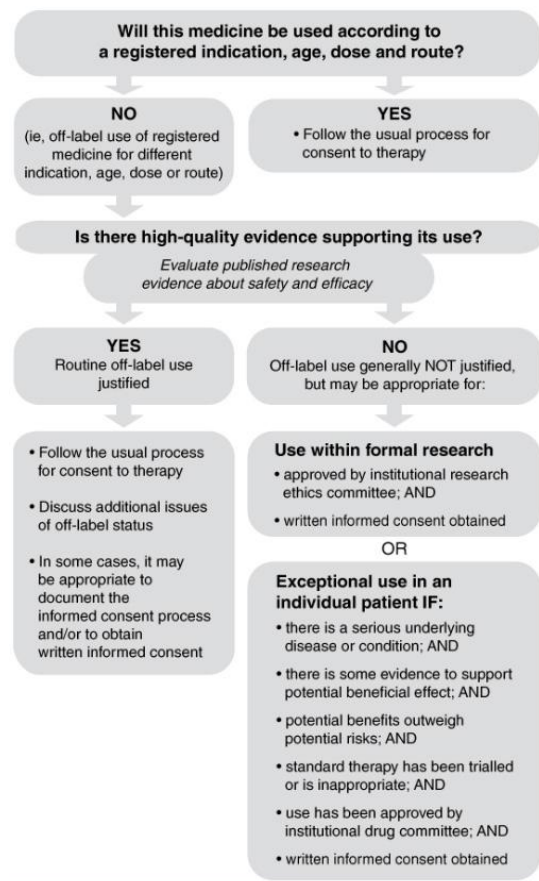 Will this medicine be used according to
a registered indication, age, dose and route?
NO
(ie, off-label use of registered
medicine for different
indication, age, dose or route)
YES
• Follow the usual process for
consent to therapy
Is there high-quality evidence supporting its use?
Evaluate published research
evidence about safety and efficacy
YES
Routine off-label use
justified
NO
Off-label use generally NOT justified,
but may be appropriate for:
• Follow the usual process
for consent to therapy
• Discuss additional issues
of off-label status
• In some cases, it may
be appropriate to
document the
informed consent process
and/or to obtain
written informed consent
Use within formal research
• approved by institutional research
ethics committee; AND
• written informed consent obtained
OR
Exceptional use in an
individual patient IF:
• there is a serious underlying
disease or condition; AND
• there is some evidence to support
potential beneficial effect; AND
• potential benefits outweigh
potential risks; AND
• standard therapy has been trialled
or is inappropriate; AND
• use has been approved by
institutional drug committee; AND
• written informed consent obtained